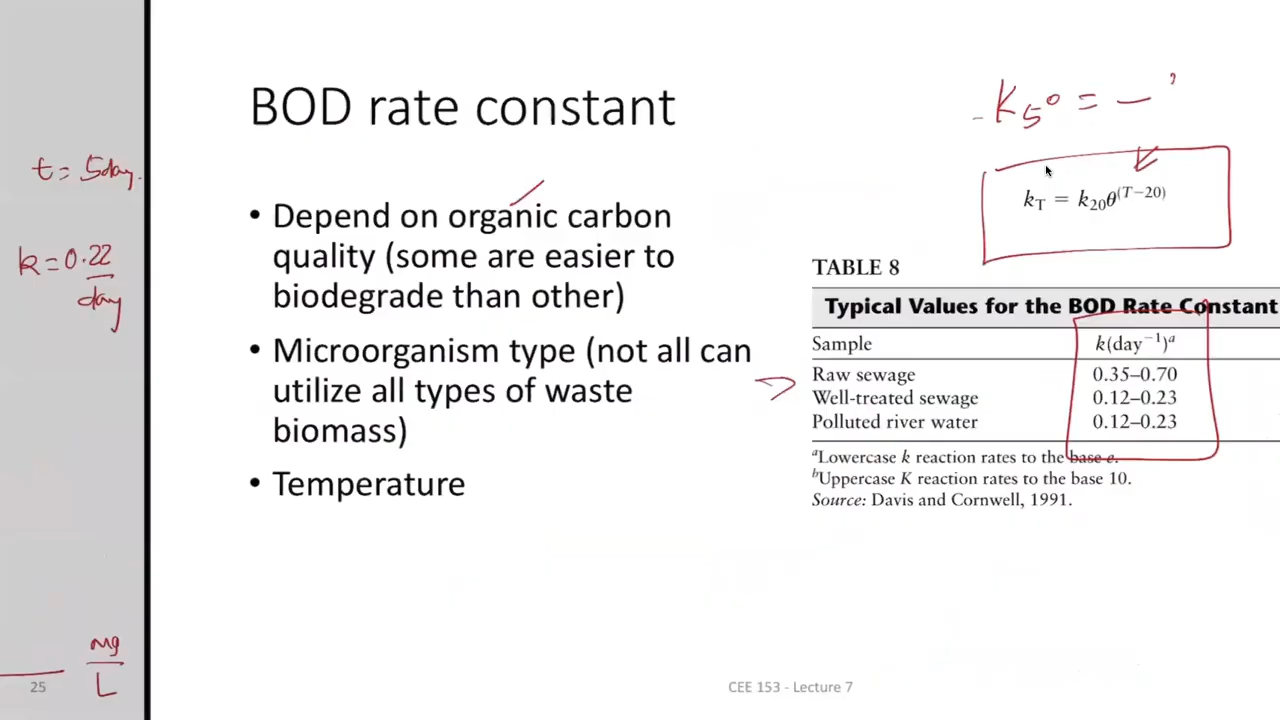 BOD rate constant
K5° = —
t = 5day.
kT = k20θ(T−20)
• Depend on organic carbon
quality (some are easier to
biodegrade than other)
k = 0.22
day
TABLE 8
Typical Values for the BOD Rate Constant
Sample k(day−1)a
Raw sewage 0.35–0.70
Well-treated sewage 0.12–0.23
Polluted river water 0.12–0.23
aLowercase k reaction rates to the base e.
bUppercase K reaction rates to the base 10.
Source: Davis and Cornwell, 1991.
• Microorganism type (not all can
utilize all types of waste
biomass)
• Temperature
mg
L
25
CEE 153 - Lecture 7